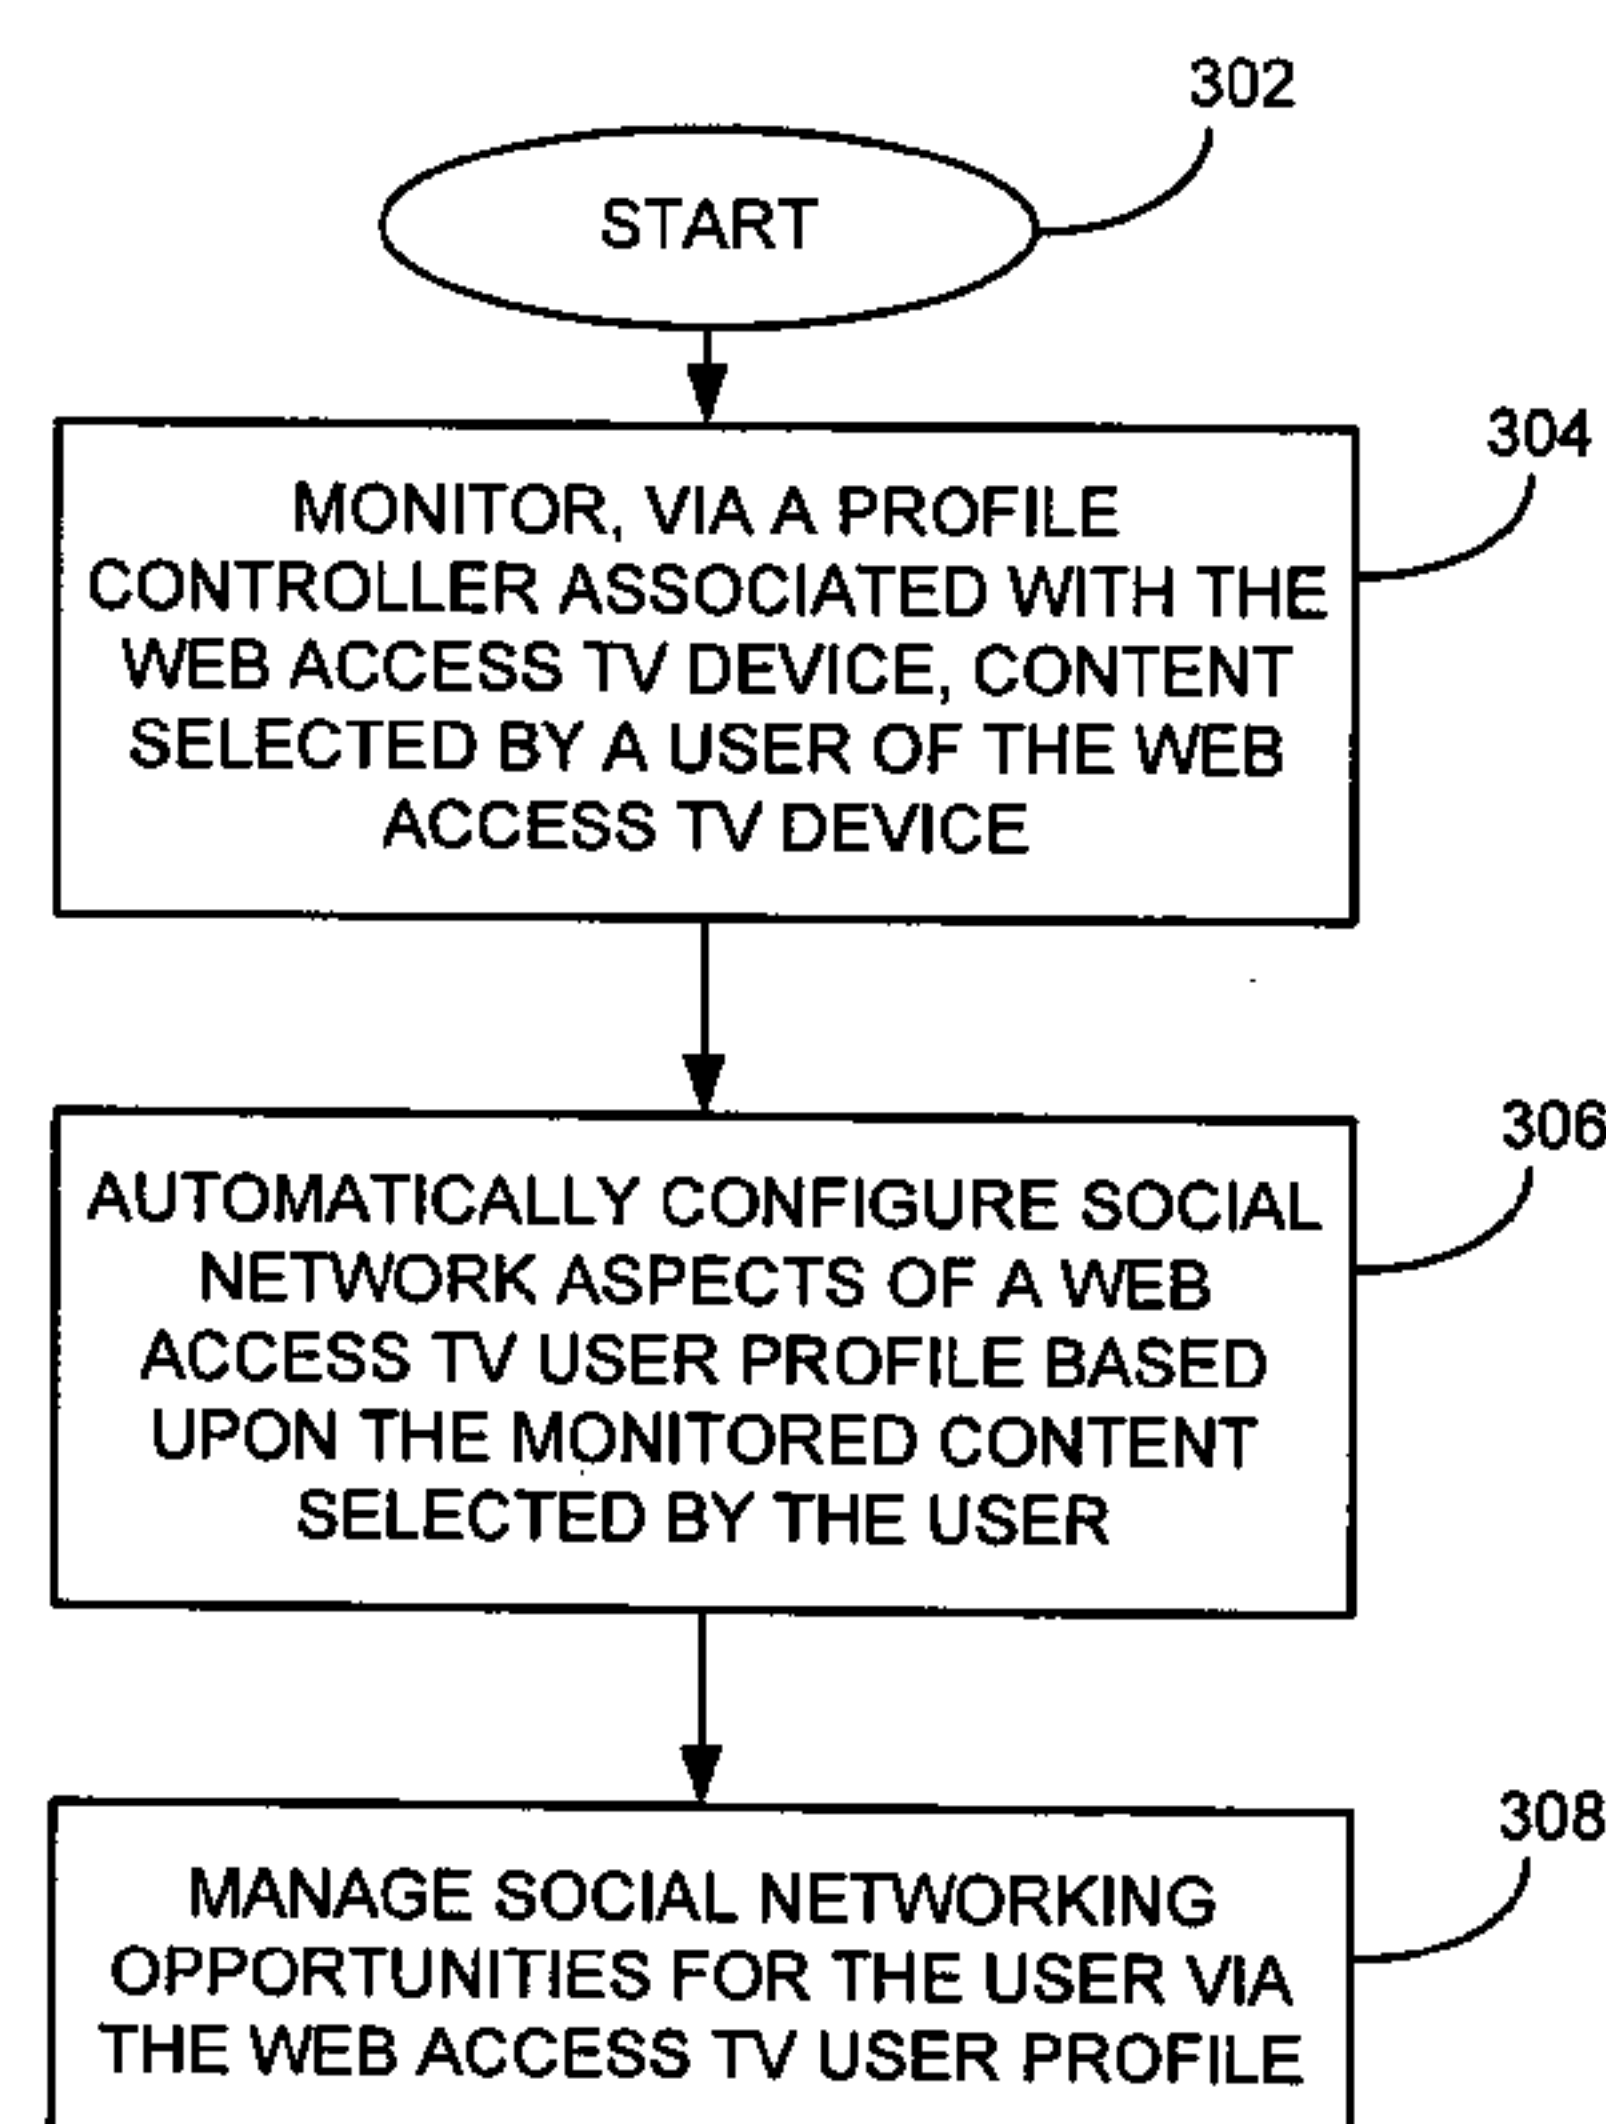 302
START
304
MONITOR, VIA A PROFILE
CONTROLLER ASSOCIATED WITH THE
WEB ACCESS TV DEVICE, CONTENT
SELECTED BY A USER OF THE WEB
ACCESS TV DEVICE
306
AUTOMATICALLY CONFIGURE SOCIAL
NETWORK ASPECTS OF A WEB
ACCESS TV USER PROFILE BASED
UPON THE MONITORED CONTENT
SELECTED BY THE USER
308
MANAGE SOCIAL NETWORKING
OPPORTUNITIES FOR THE USER VIA
THE WEB ACCESS TV USER PROFILE